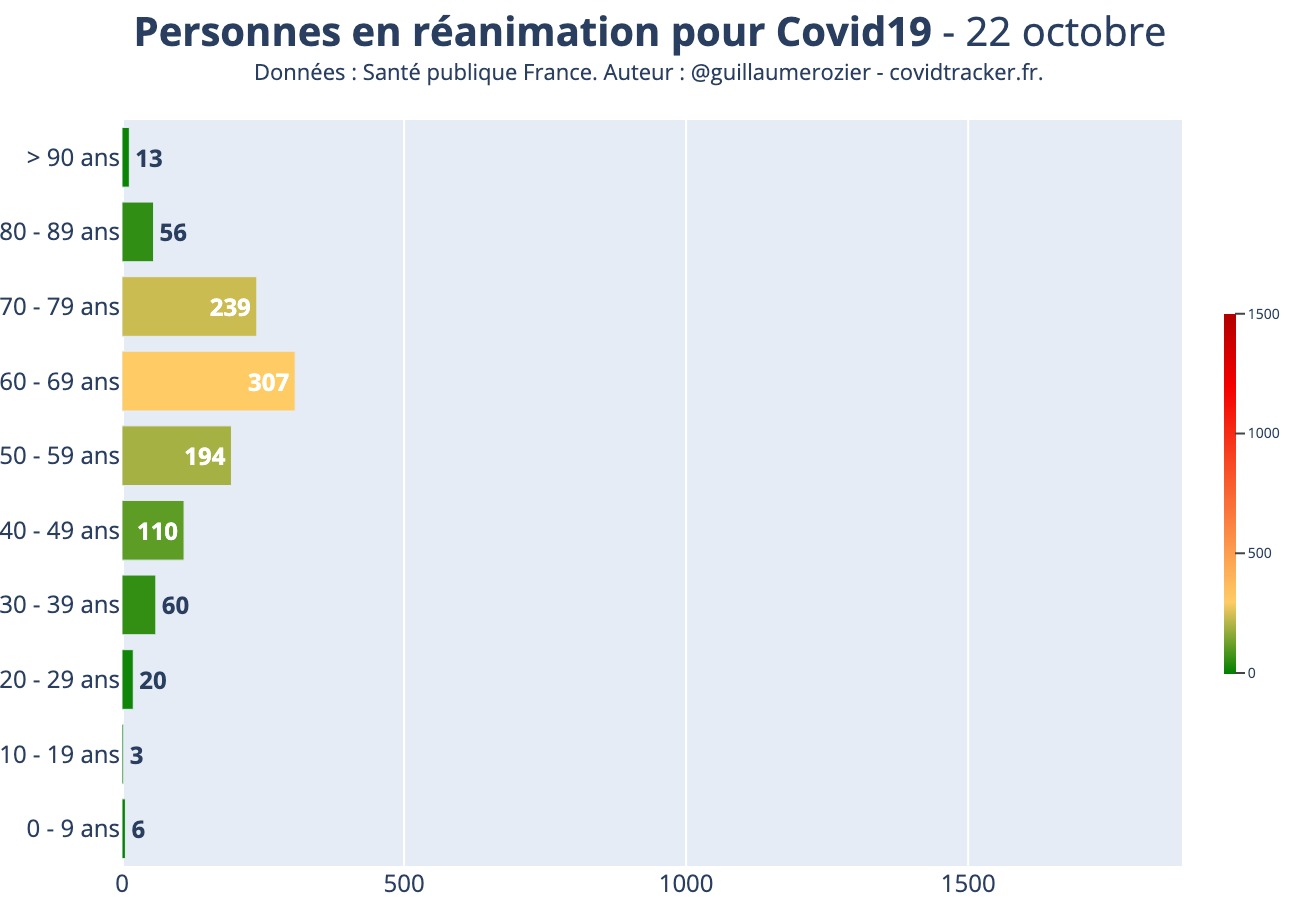 Personnes en réanimation pour Covid19 - 22 octobre
Données : Santé publique France. Auteur : @guillaumerozier - covidtracker.fr.
> 90 ans 13
80 - 89 ans 56
70 - 79 ans 239
60 - 69 ans 307
50 - 59 ans 194
40 - 49 ans 110
30 - 39 ans 60
20 - 29 ans 20
10 - 19 ans 3
0 - 9 ans 6
0 500 1000 1500
1500
1000
500
0